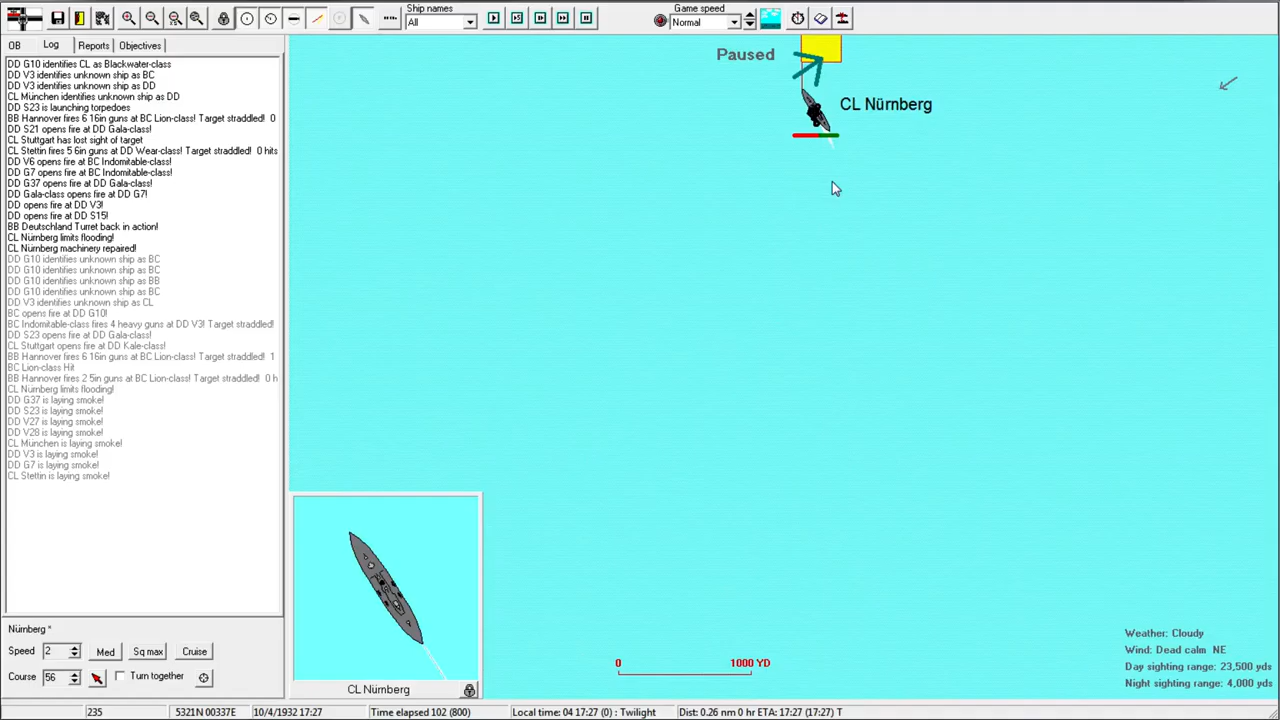 Ship names
All
Game speed
Normal
OB
Log
Reports
Objectives
DD G10 identifies CL as Blackwater-class
DD V3 identifies unknown ship as BC
DD V3 identifies unknown ship as DD
CL München identifies unknown ship as DD
DD S23 is launching torpedoes
BB Hannover fires 6 16in guns at BC Lion-class! Target straddled!  0
DD S21 opens fire at DD Gala-class!
CL Stuttgart has lost sight of target
CL Stettin fires 5 6in guns at DD Wear-class! Target straddled!  0 hits
DD V6 opens fire at BC Indomitable-class!
DD G7 opens fire at BC Indomitable-class!
DD G37 opens fire at DD Gala-class!
DD Gala-class opens fire at DD G7!
DD opens fire at DD V3!
DD opens fire at DD S15!
BB Deutschland Turret back in action!
CL Nürnberg limits flooding!
CL Nürnberg machinery repaired!
DD G10 identifies unknown ship as BC
DD G10 identifies unknown ship as BC
DD G10 identifies unknown ship as BB
DD G10 identifies unknown ship as BC
DD V3 identifies unknown ship as CL
BC opens fire at DD G10!
BC Indomitable-class fires 4 heavy guns at DD V3! Target straddled!
DD S23 opens fire at DD Gala-class!
CL Stuttgart opens fire at DD Kale-class!
BB Hannover fires 6 16in guns at BC Lion-class! Target straddled!  1
BC Lion-class Hit
BB Hannover fires 2 5in guns at BC Lion-class! Target straddled!  0 h
CL Nürnberg limits flooding!
DD G37 is laying smoke!
DD S23 is laying smoke!
DD V27 is laying smoke!
DD V28 is laying smoke!
CL München is laying smoke!
DD V3 is laying smoke!
DD G7 is laying smoke!
CL Stettin is laying smoke!
Paused
CL Nürnberg
Nürnberg *
Speed 2 Med Sq max Cruise
Course 56 Turn together
CL Nürnberg
0 1000 YD
Weather: Cloudy
Wind: Dead calm  NE
Day sighting range: 23,500 yds
Night sighting range: 4,000 yds
235
5321N 00337E
10/4/1932 17:27
Time elapsed 102 (800)
Local time: 04 17:27 (0) : Twilight
Dist: 0.26 nm 0 hr ETA: 17:27 (17:27) T